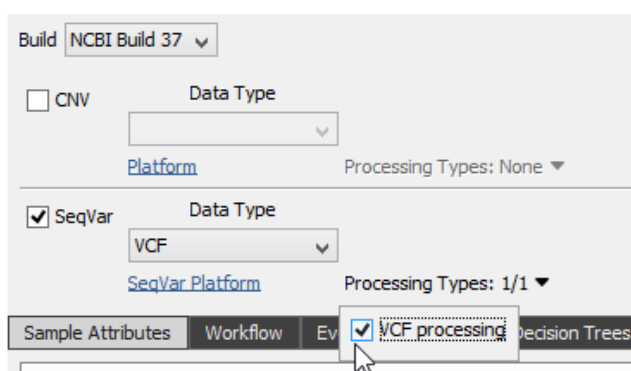 Build NCBI Build 37
CNV Data Type
Platform Processing Types: None
SeqVar Data Type
VCF
SeqVar Platform Processing Types: 1/1
Sample Attributes Workflow Ev VCF processing Decision Trees